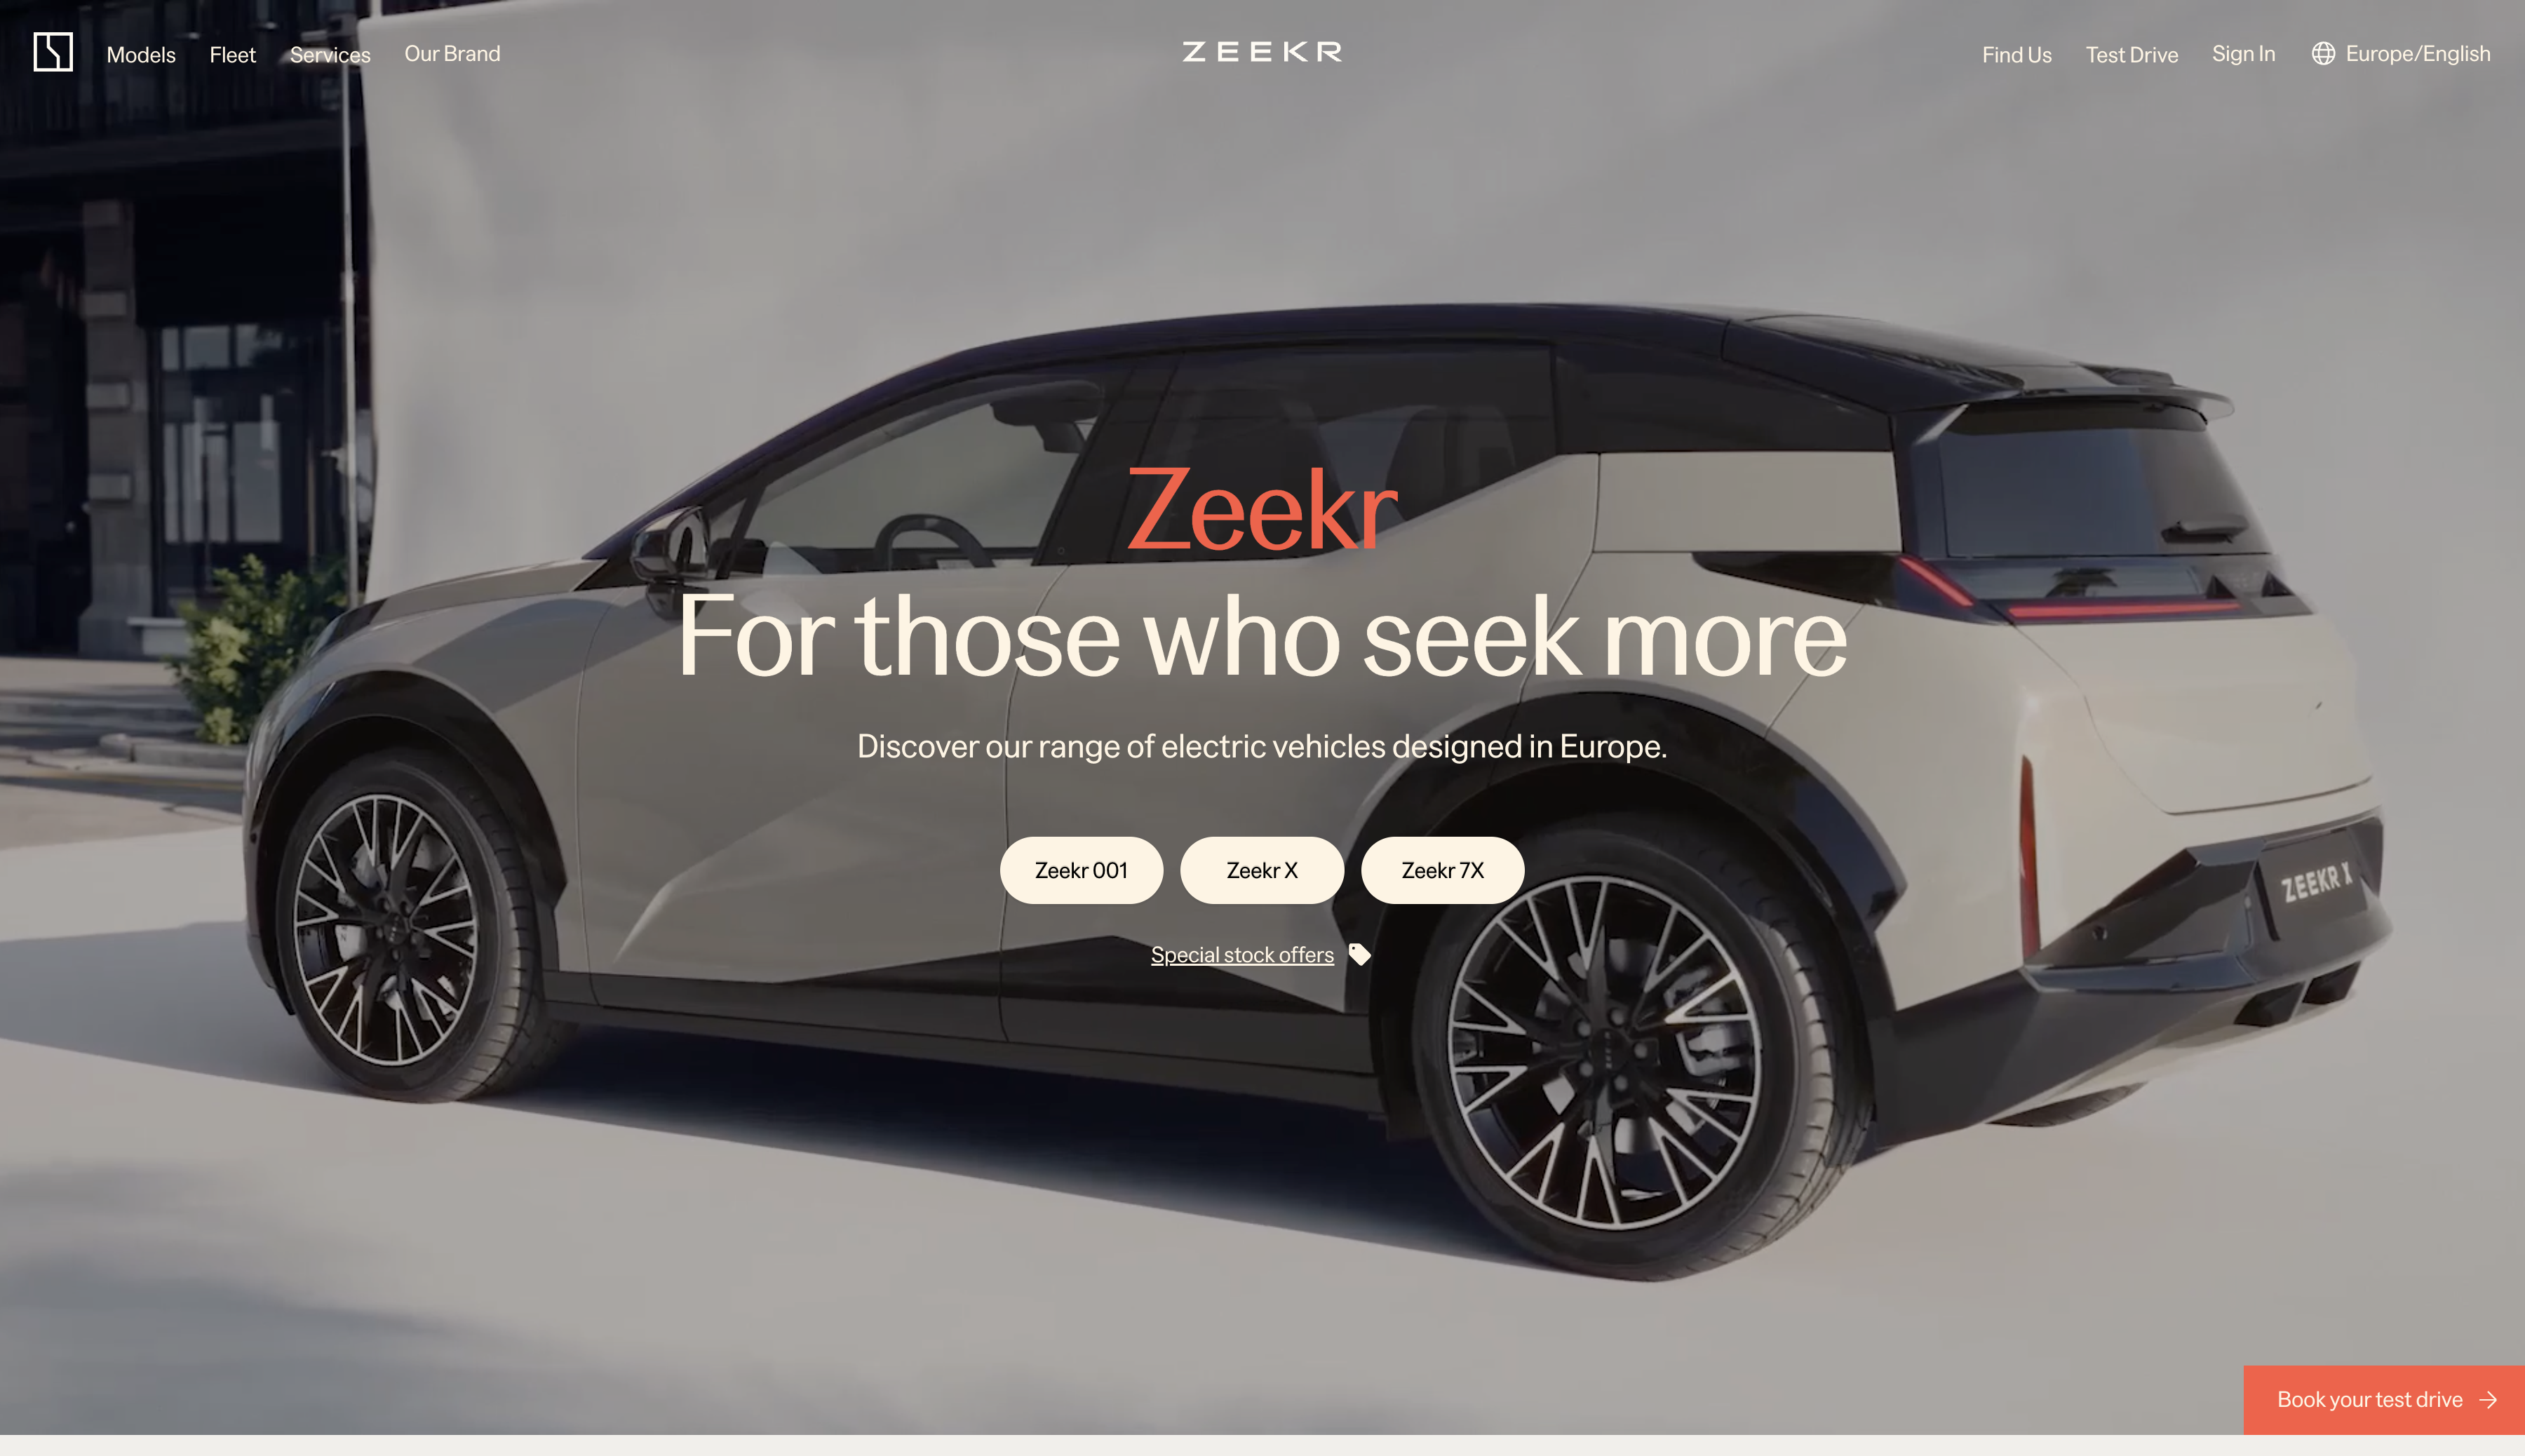 Models Fleet Services Our Brand ZEEKR Find Us Test Drive Sign In Europe/English
Zeekr
For those who seek more
Discover our range of electric vehicles designed in Europe.
Zeekr 001 Zeekr X Zeekr 7X
ZEEKR X
Special stock offers
Book your test drive